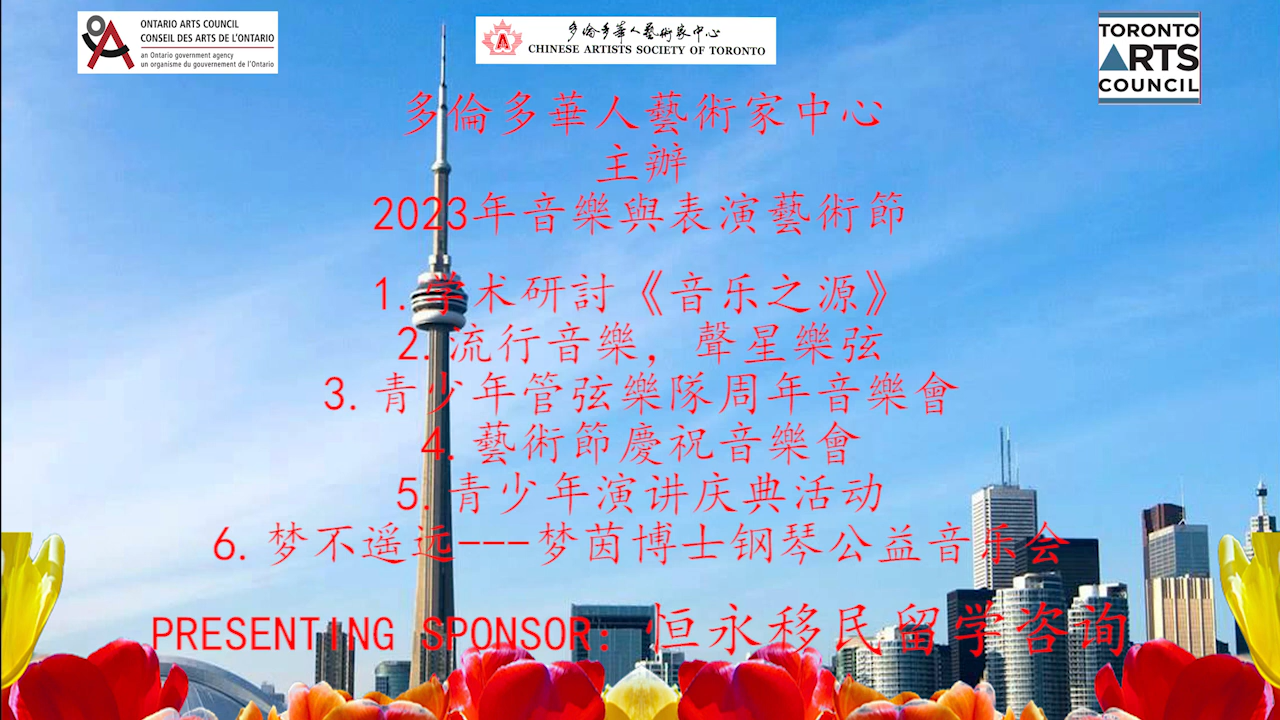 ONTARIO ARTS COUNCIL
CONSEIL DES ARTS DE L'ONTARIO
an Ontario government agency
un organisme du gouvernement de l'Ontario
多倫多華人藝術家中心
CHINESE ARTISTS SOCIETY OF TORONTO
TORONTO
ARTS
COUNCIL
多倫多華人藝術家中心
主辦
2023年音樂與表演藝術節
1.学术研討《音乐之源》
2.流行音樂，聲星樂弦
3.青少年管弦樂隊周年音樂會
4.藝術節慶祝音樂會
5.青少年演讲庆典活动
6.梦不遥远---梦茵博士钢琴公益音乐会
PRESENTING SPONSOR: 恒永移民留学咨询